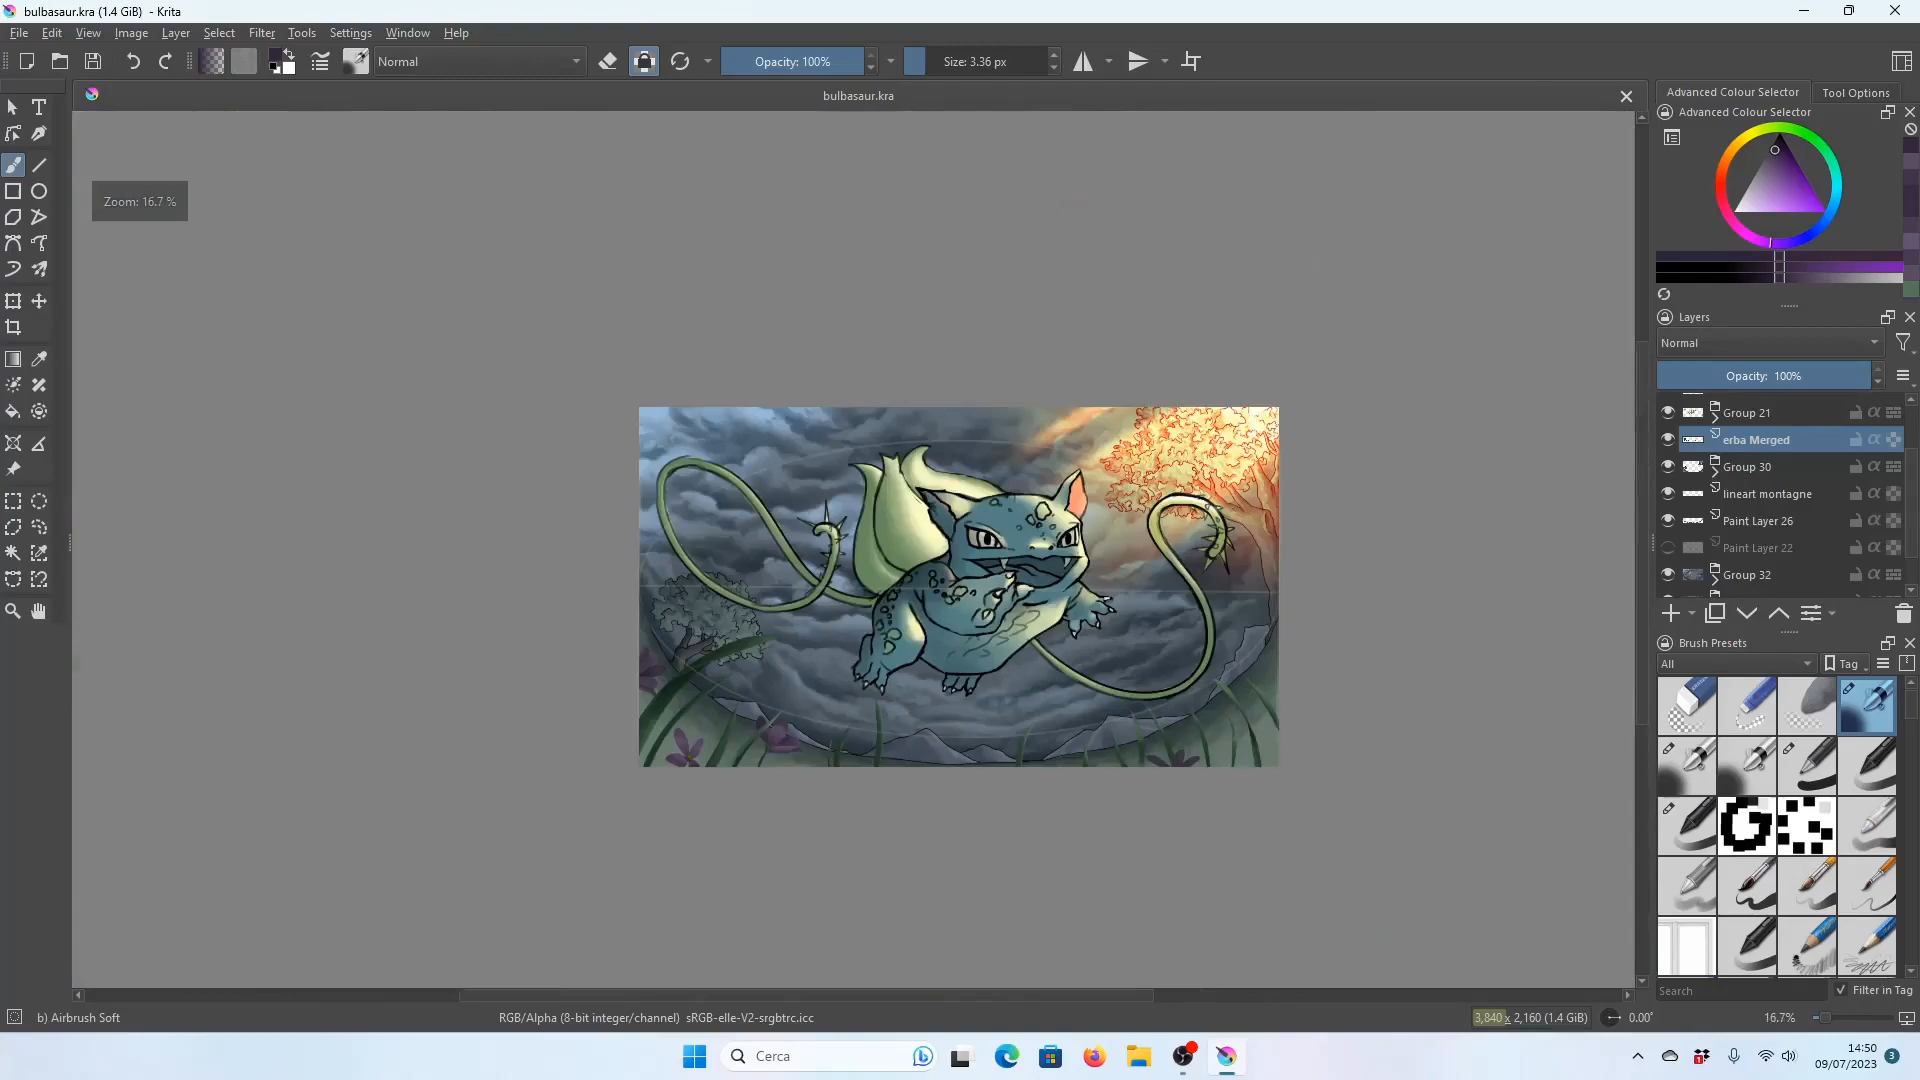 bulbasaur.kra (1.4 GiB) - Krita
File Edit View Image Layer Select Filter Tools Settings Window Help
Normal
Opacity: 100%
Size: 3.36 px
bulbasaur.kra
Zoom: 16.7 %
Advanced Colour Selector
Tool Options
Advanced Colour Selector
Layers
Normal
Opacity: 100%
Group 21
erba Merged
Group 30
lineart montagne
Paint Layer 26
Paint Layer 22
Group 32
Brush Presets
All
Tag
Search
Filter in Tag
b) Airbrush Soft
RGB/Alpha (8-bit integer/channel) sRGB-elle-V2-srgbtrc.icc
3,840 x 2,160 (1.4 GiB)
0.00°
16.7%
Cerca
14:50
09/07/2023
3
1